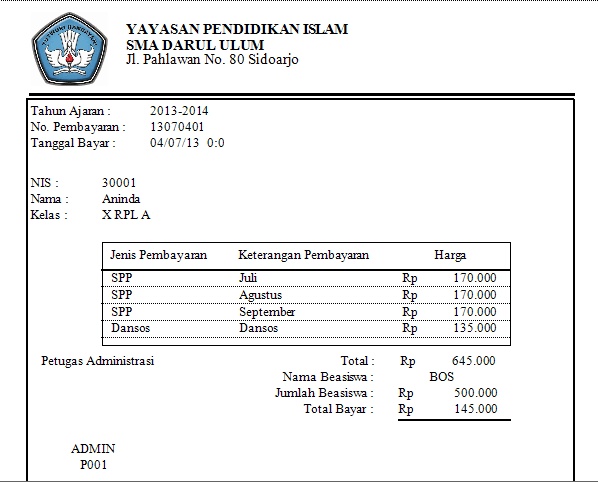 YAYASAN PENDIDIKAN ISLAM
SMA DARUL ULUM
Jl. Pahlawan No. 80 Sidoarjo
Tahun Ajaran : 2013-2014
No. Pembayaran : 13070401
Tanggal Bayar : 04/07/13 0:0
NIS : 30001
Nama : Aninda
Kelas : X RPL A
Jenis Pembayaran Keterangan Pembayaran Harga
SPP Juli Rp 170.000
SPP Agustus Rp 170.000
SPP September Rp 170.000
Dansos Dansos Rp 135.000
Petugas Administrasi Total : Rp 645.000
Nama Beasiswa : BOS
Jumlah Beasiswa : Rp 500.000
Total Bayar : Rp 145.000
ADMIN
P001